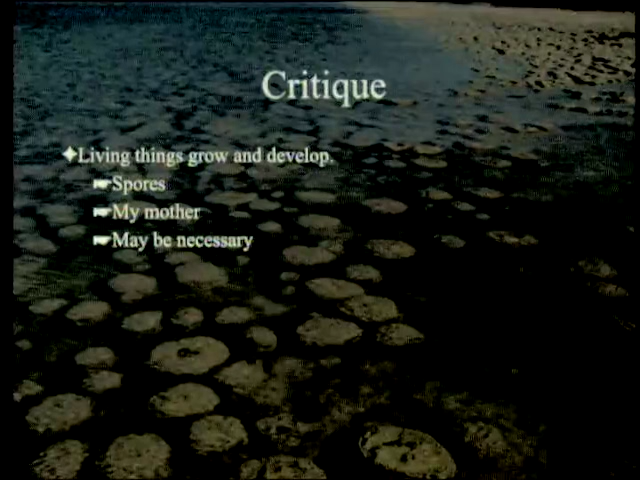 Critique
Living things grow and develop.
Spores
My mother
May be necessary